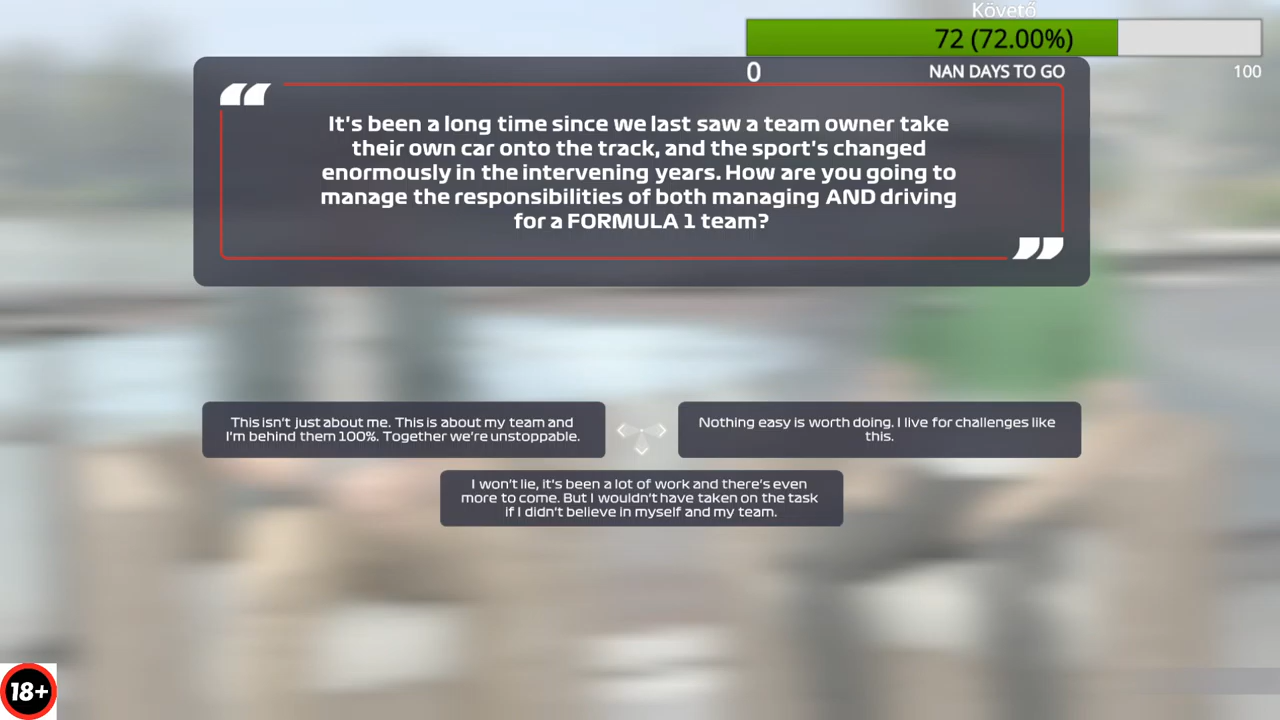 Követő
72 (72.00%)
0
NAN DAYS TO GO
100
It's been a long time since we last saw a team owner take
their own car onto the track, and the sport's changed
enormously in the intervening years. How are you going to
manage the responsibilities of both managing AND driving
for a FORMULA 1 team?
This isn't just about me. This is about my team and
I'm behind them 100%. Together we're unstoppable.
Nothing easy is worth doing. I live for challenges like
this.
I won't lie, it's been a lot of work and there's even
more to come. But I wouldn't have taken on the task
if I didn't believe in myself and my team.
18+